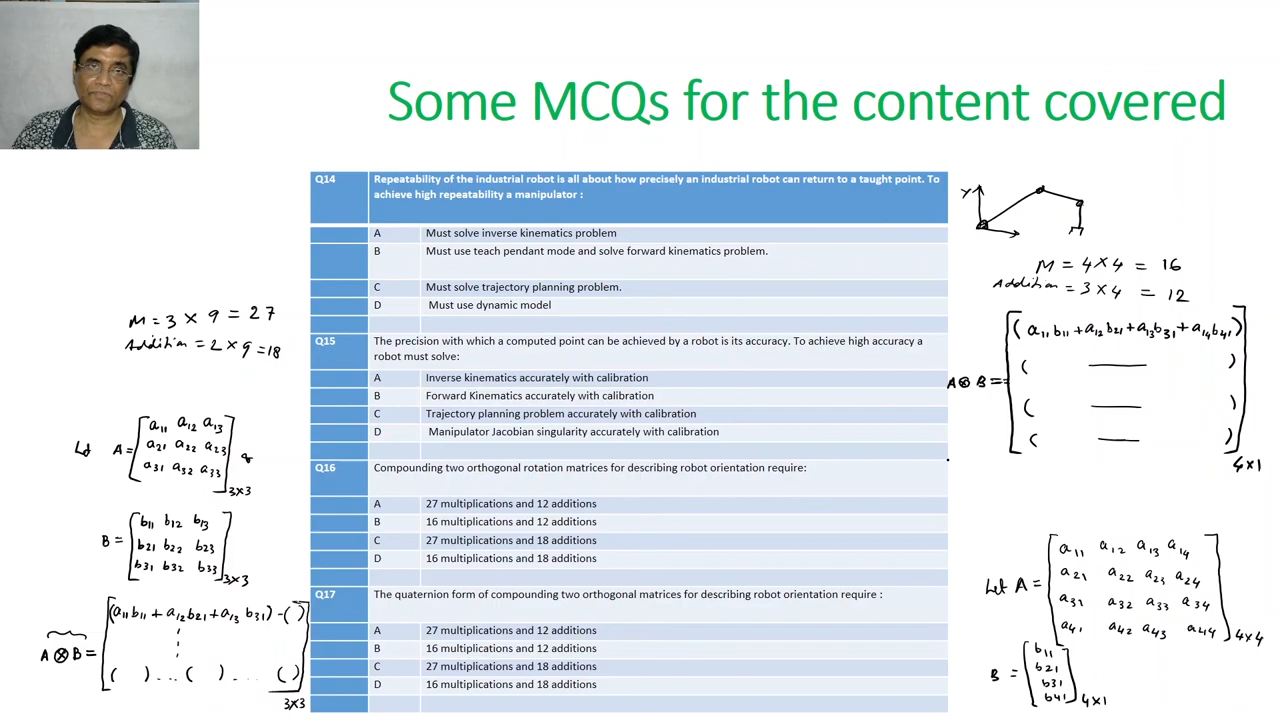 Some MCQs for the content covered
Q14 Repeatability of the industrial robot is all about how precisely an industrial robot can return to a taught point. To
achieve high repeatability a manipulator :
A Must solve inverse kinematics problem
B Must use teach pendant mode and solve forward kinematics problem.
C Must solve trajectory planning problem.
D Must use dynamic model
Q15 The precision with which a computed point can be achieved by a robot is its accuracy. To achieve high accuracy a
robot must solve:
A Inverse kinematics accurately with calibration
B Forward Kinematics accurately with calibration
C Trajectory planning problem accurately with calibration
D Manipulator Jacobian singularity accurately with calibration
Q16 Compounding two orthogonal rotation matrices for describing robot orientation require:
A 27 multiplications and 12 additions
B 16 multiplications and 12 additions
C 27 multiplications and 18 additions
D 16 multiplications and 18 additions
Q17 The quaternion form of compounding two orthogonal matrices for describing robot orientation require :
A 27 multiplications and 12 additions
B 16 multiplications and 12 additions
C 27 multiplications and 18 additions
D 16 multiplications and 18 additions
M = 3 × 9 = 27
Addition = 2 × 9 = 18
Let A = [a11 a12 a13
a21 a22 a23
a31 a32 a33] 3×3
B = [b11 b12 b13
b21 b22 b23
b31 b32 b33] 3×3
A ⊗ B = [(a11 b11 + a12 b21 + a13 b31) - ( )
( ) ... ( ) ... ( )] 3×3
Y
M = 4 × 4 = 16
Addition = 3 × 4 = 12
[(a11 b11 + a12 b21 + a13 b31 + a14 b41)
A ⊗ B = ( — )
( — )
( — )] 4×1
Let A = [a11 a12 a13 a14
a21 a22 a23 a24
a31 a32 a33 a34
a41 a42 a43 a44] 4×4
B = [b11
b21
b31
b41] 4×1